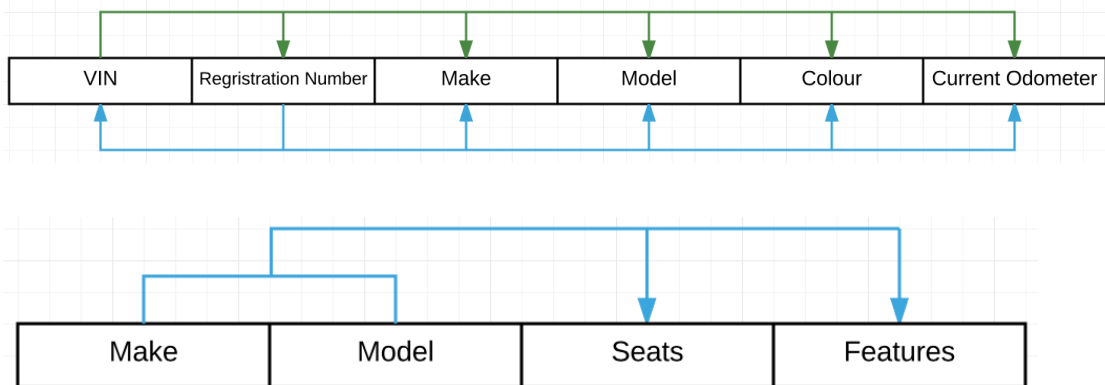 VIN Regristration Number Make Model Colour Current Odometer
Make Model Seats Features